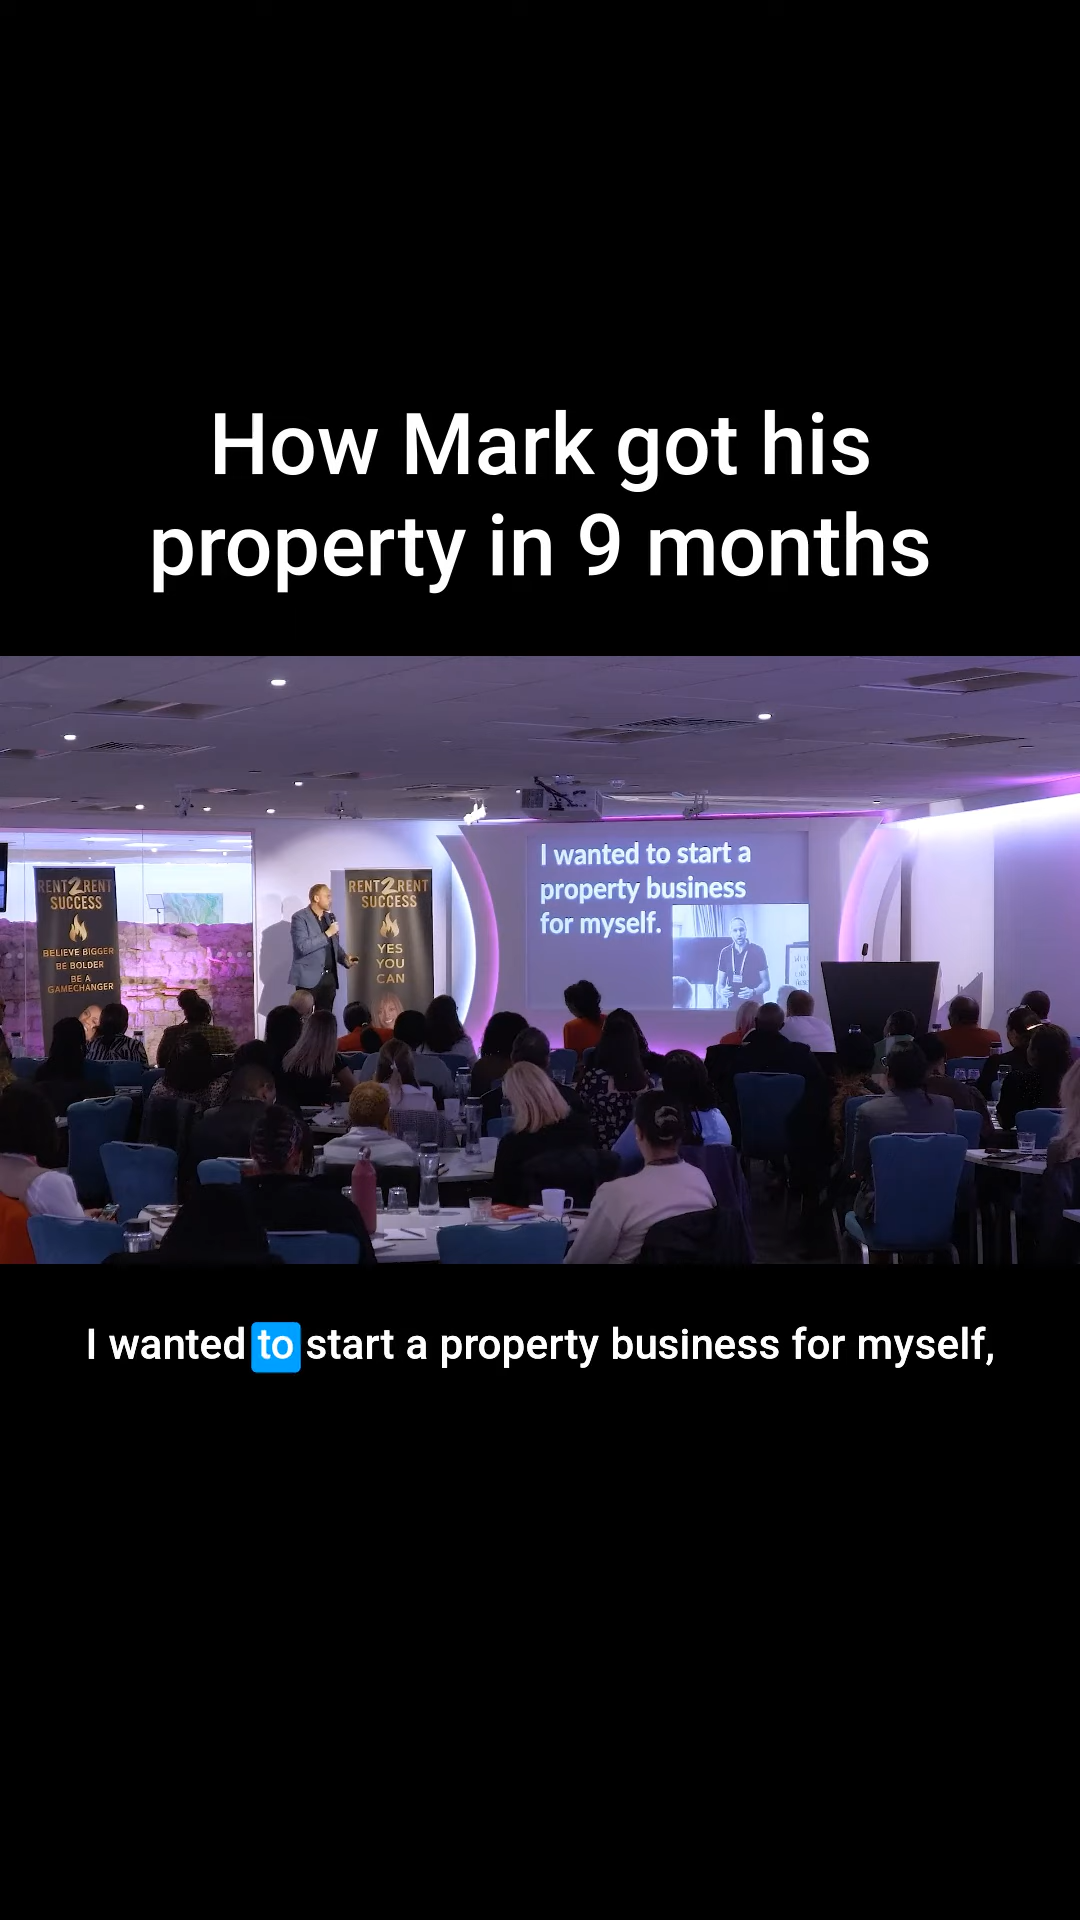 How Mark got his
property in 9 months
RENT2RENT
SUCCESS
BELIEVE BIGGER
BE BOLDER
BE A
GAMECHANGER
RENT2RENT
SUCCESS
YES
YOU
CAN
I wanted to start a
property business
for myself.
I wanted to start a property business for myself,